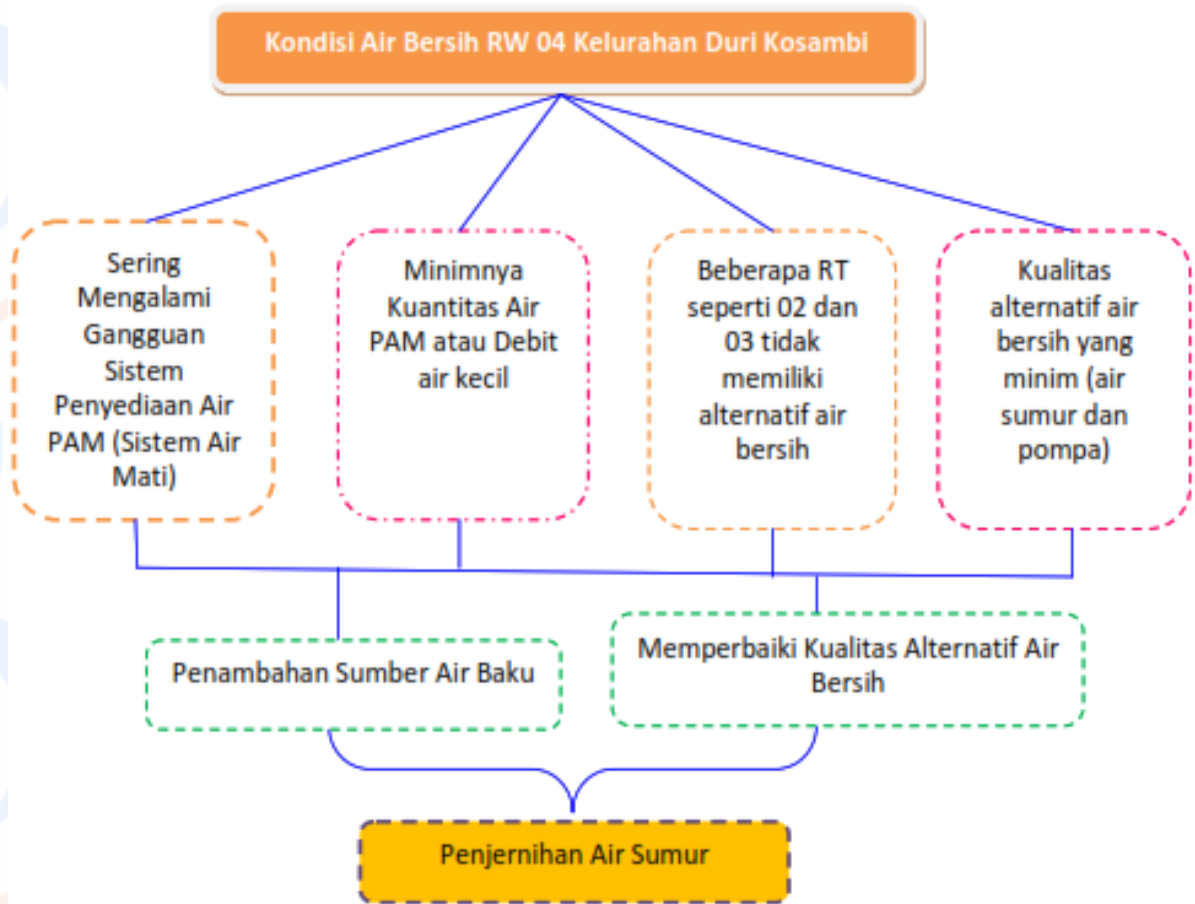 Kondisi Air Bersih RW 04 Kelurahan Duri Kosambi
Sering
Mengalami
Gangguan
Sistem
Penyediaan Air
PAM (Sistem Air
Mati)
Minimnya
Kuantitas Air
PAM atau Debit
air kecil
Beberapa RT
seperti 02 dan
03 tidak
memiliki
alternatif air
bersih
Kualitas
alternatif air
bersih yang
minim (air
sumur dan
pompa)
Penambahan Sumber Air Baku
Memperbaiki Kualitas Alternatif Air
Bersih
Penjernihan Air Sumur